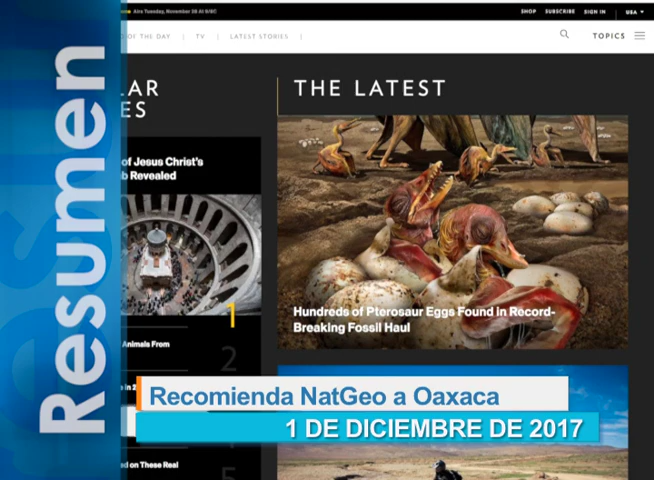 Airs Tuesday, November 28 At 9/8C
SHOP SUBSCRIBE SIGN IN USA
OF THE DAY | TV | LATEST STORIES |
TOPICS
Resumen
LAR
ES
THE LATEST
of Jesus Christ's
b Revealed
1
Hundreds of Pterosaur Eggs Found in Record-
Breaking Fossil Haul
Animals From
2
Recomienda NatGeo a Oaxaca
1 DE DICIEMBRE DE 2017
ed on These Real